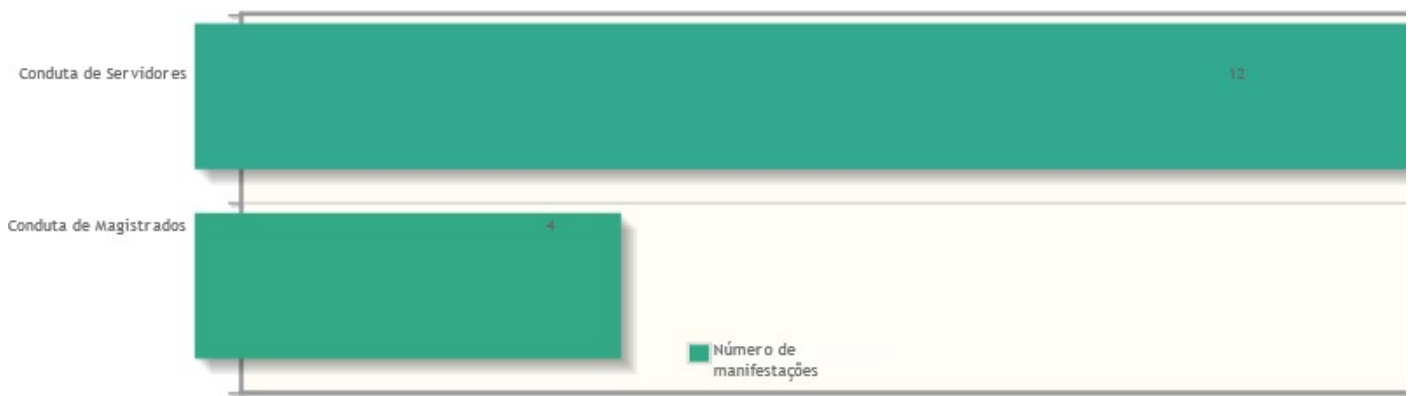 Conduta de Servidores
12
Conduta de Magistrados
4
Número de
manifestações